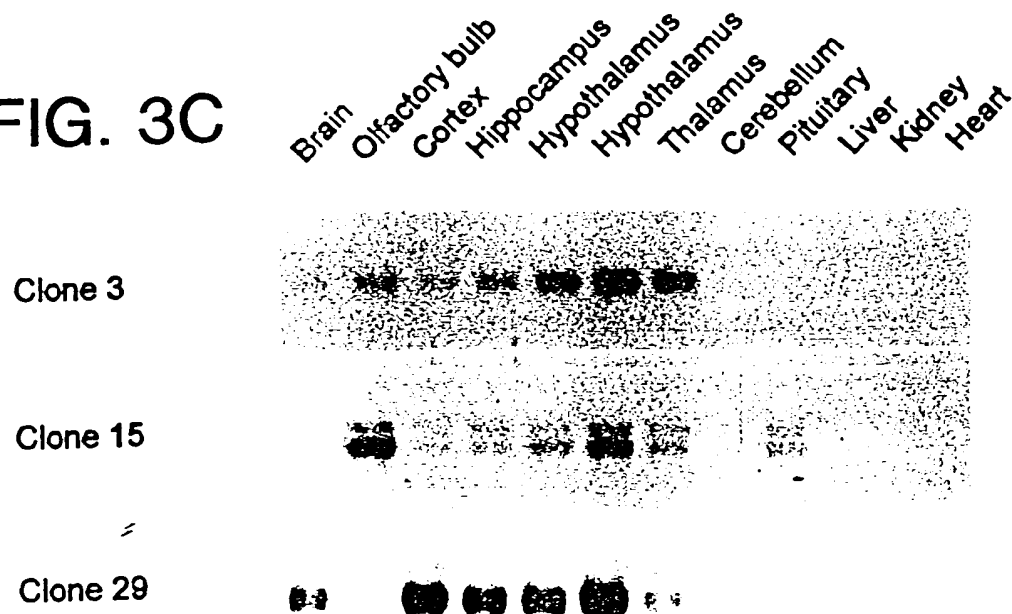 FIG. 3C
Brain
Olfactory bulb
Cortex
Hippocampus
Hypothalamus
Hypothalamus
Thalamus
Cerebellum
Pituitary
Liver
Kidney
Heart
Clone 3
Clone 15
Clone 29